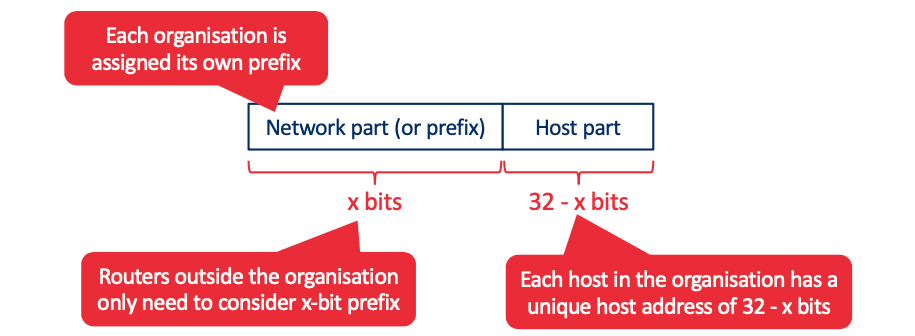 Each organisation is
assigned its own prefix
Network part (or prefix)
Host part
x bits
32 - x bits
Routers outside the organisation
only need to consider x-bit prefix
Each host in the organisation has a
unique host address of 32 - x bits